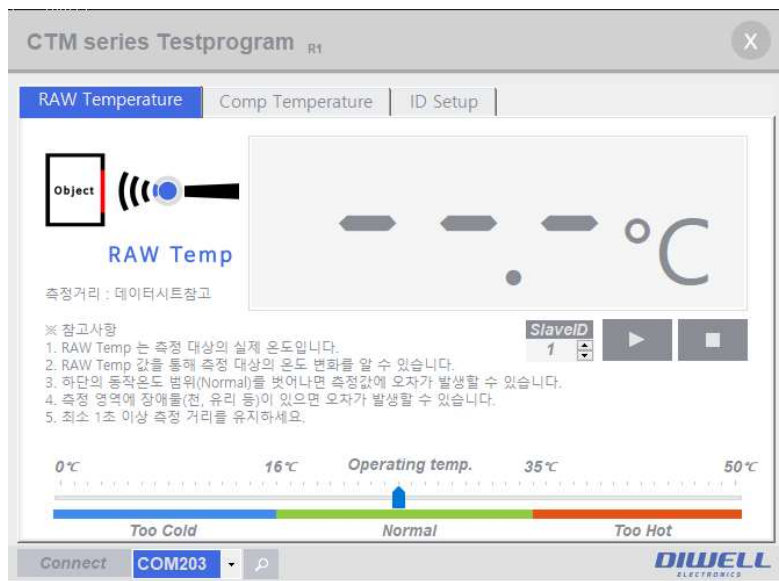 CTM series Testprogram R1
X
RAW Temperature
Comp Temperature
ID Setup
Object
RAW Temp
--.- °C
측정거리 : 데이터시트참고
※ 참고사항
SlaveID
1
1. RAW Temp 는 측정 대상의 실제 온도입니다.
2. RAW Temp 값을 통해 측정 대상의 온도 변화를 알 수 있습니다.
3. 하단의 동작온도 범위(Normal)를 벗어나면 측정값에 오차가 발생할 수 있습니다.
4. 측정 영역에 장애물(천, 유리 등)이 있으면 오차가 발생할 수 있습니다.
5. 최소 1초 이상 측정 거리를 유지하세요.
0℃ 16℃ Operating temp. 35℃ 50℃
Too Cold Normal Too Hot
Connect COM203
DIWELL
ELECTRONICS